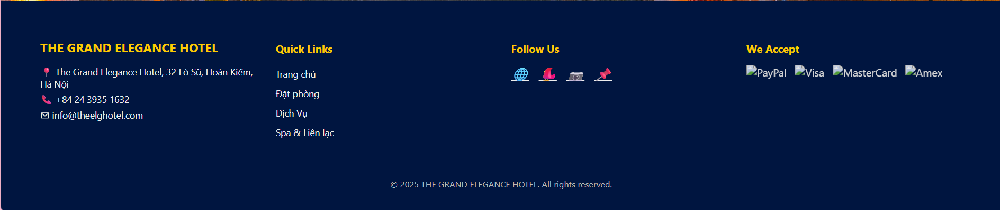 THE GRAND ELEGANCE HOTEL
The Grand Elegance Hotel, 32 Lò Sũ, Hoàn Kiếm,
Hà Nội
+84 24 3935 1632
info@theelghotel.com
Quick Links
Trang chủ
Đặt phòng
Dịch Vụ
Spa & Liên lạc
Follow Us
We Accept
PayPal Visa MasterCard Amex
© 2025 THE GRAND ELEGANCE HOTEL. All rights reserved.